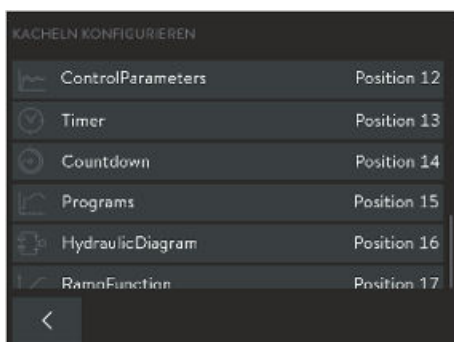 KACHELN KONFIGURIEREN
ControlParameters Position 12
Timer Position 13
Countdown Position 14
Programs Position 15
HydraulicDiagram Position 16
RampFunction Position 17